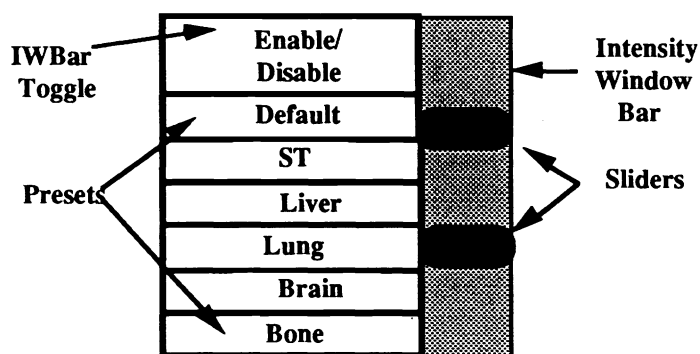 IWBar
Toggle
Enable/
Disable
Intensity
Window
Bar
Default
ST
Presets
Liver
Sliders
Lung
Brain
Bone